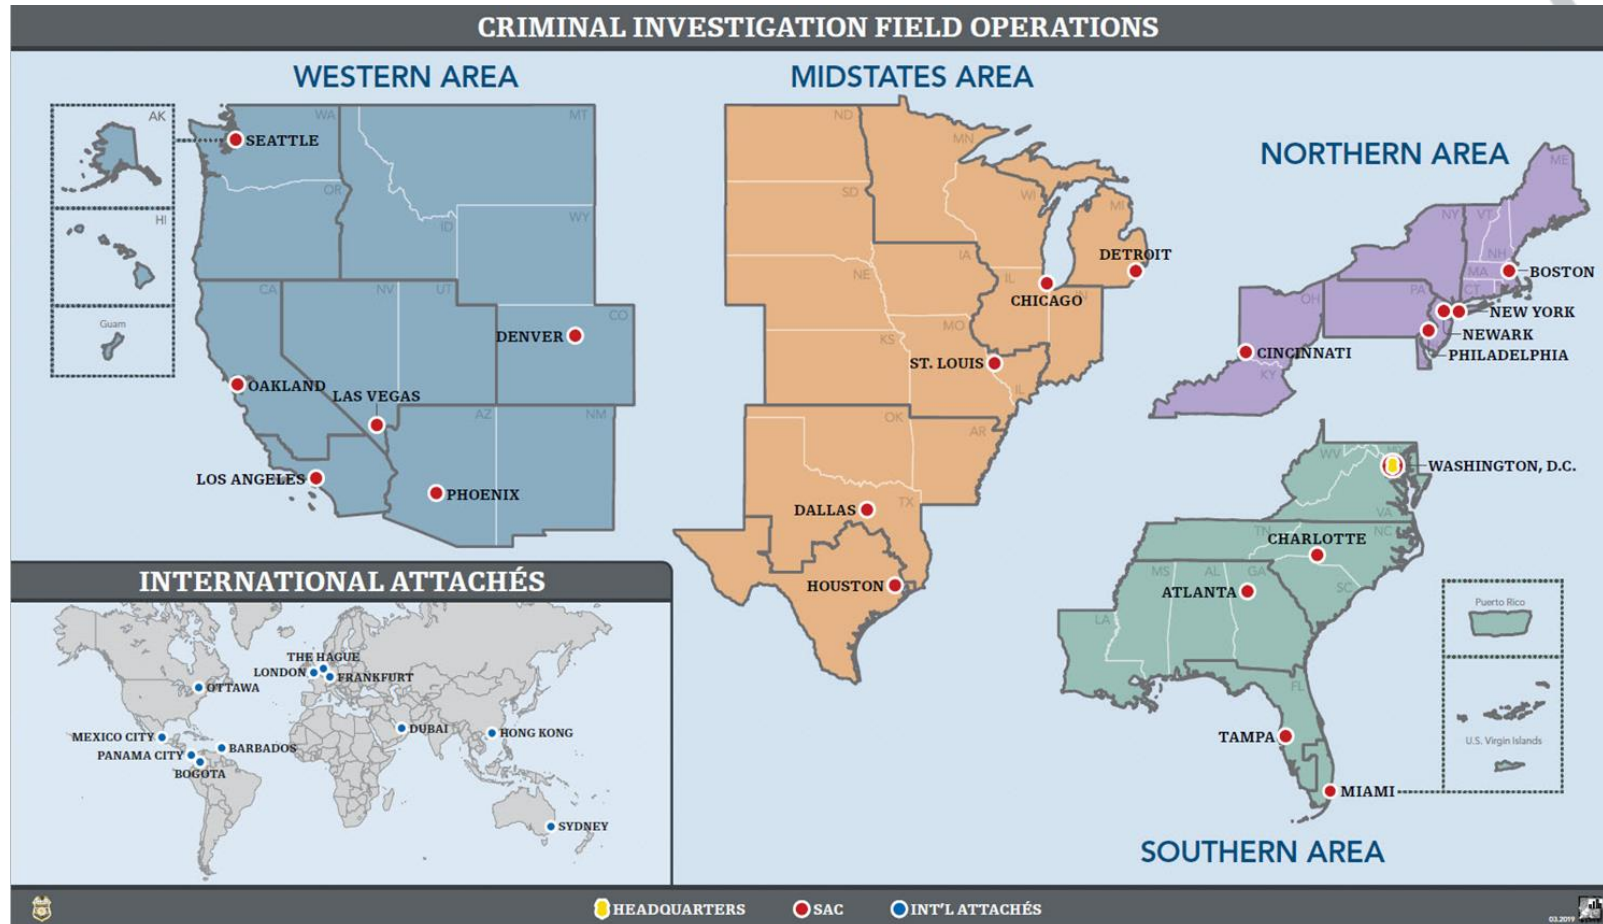 CRIMINAL INVESTIGATION FIELD OPERATIONS
WESTERN AREA
AK
HI
Guam
WA
MT
OR
ID
WY
CA
NV
UT
CO
AZ
NM
SEATTLE
DENVER
OAKLAND
LAS VEGAS
LOS ANGELES
PHOENIX
MIDSTATES AREA
ND
MN
SD
WI
MI
IA
NE
IL
IN
MO
KS
IL
OK
AR
TX
DETROIT
CHICAGO
ST. LOUIS
DALLAS
HOUSTON
NORTHERN AREA
ME
NY
VT
NH
MA
CT
PA
OH
KY
BOSTON
NEW YORK
NEWARK
PHILADELPHIA
CINCINNATI
WV
VA
TN
NC
MS
AL
GA
SC
LA
FL
WASHINGTON, D.C.
CHARLOTTE
ATLANTA
TAMPA
MIAMI
Puerto Rico
U.S. Virgin Islands
SOUTHERN AREA
INTERNATIONAL ATTACHÉS
THE HAGUE
LONDON
FRANKFURT
OTTAWA
MEXICO CITY
DUBAI
HONG KONG
BARBADOS
PANAMA CITY
BOGOTA
SYDNEY
HEADQUARTERS
SAC
INT'L ATTACHÉS
03.2019